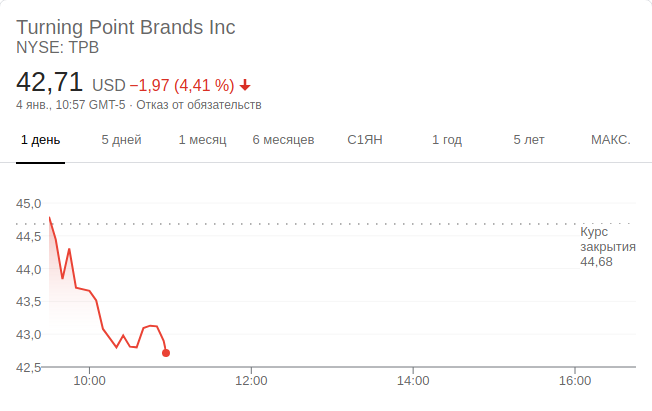 Turning Point Brands Inc
NYSE: TPB
42,71 USD −1,97 (4,41 %)
4 янв., 10:57 GMT-5 · Отказ от обязательств
1 день 5 дней 1 месяц 6 месяцев С1ЯН 1 год 5 лет МАКС.
45,0
44,5
44,0
43,5
43,0
42,5
Курс
закрытия
44,68
10:00 12:00 14:00 16:00